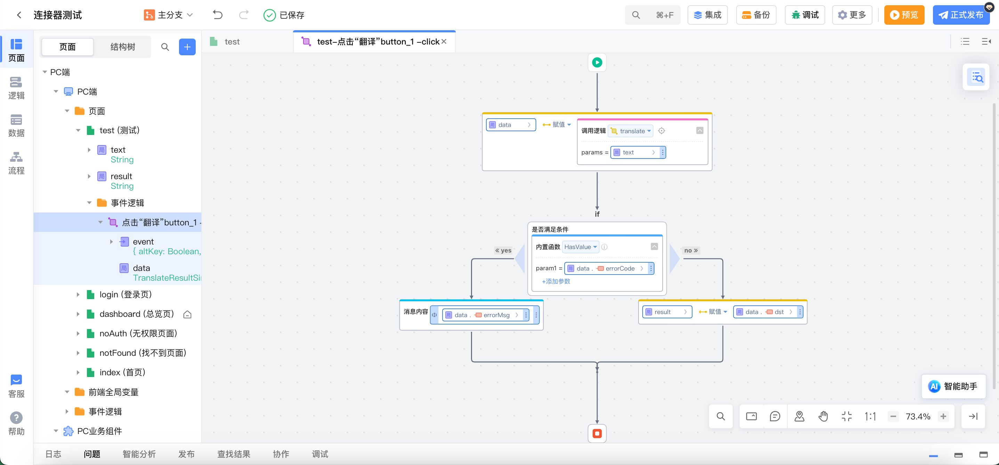 连接器测试
主分支
已保存
⌘+F
集成
备份
调试
更多
预览
正式发布
页面
逻辑
数据
流程
客服
帮助
页面
结构树
PC端
PC端
页面
test (测试)
text
String
result
String
事件逻辑
点击“翻译”button_1 -
event
{ altKey: Boolean,
data
TranslateResultSi
login (登录页)
dashboard (总览页)
noAuth (无权限页面)
notFound (找不到页面)
index (首页)
前端全局变量
事件逻辑
PC业务组件
test
test-点击“翻译”button_1 -click
局 data
赋值
调用逻辑 translate
params = 局 text
if
是否满足条件
yes
内置函数 HasValue
no
param1 = 局 data . errorCode
+添加参数
消息内容 局 data . errorMsg
局 result 赋值 局 data . dst
AI 智能助手
1:1
73.4%
日志
问题
智能分析
发布
查找结果
协作
调试